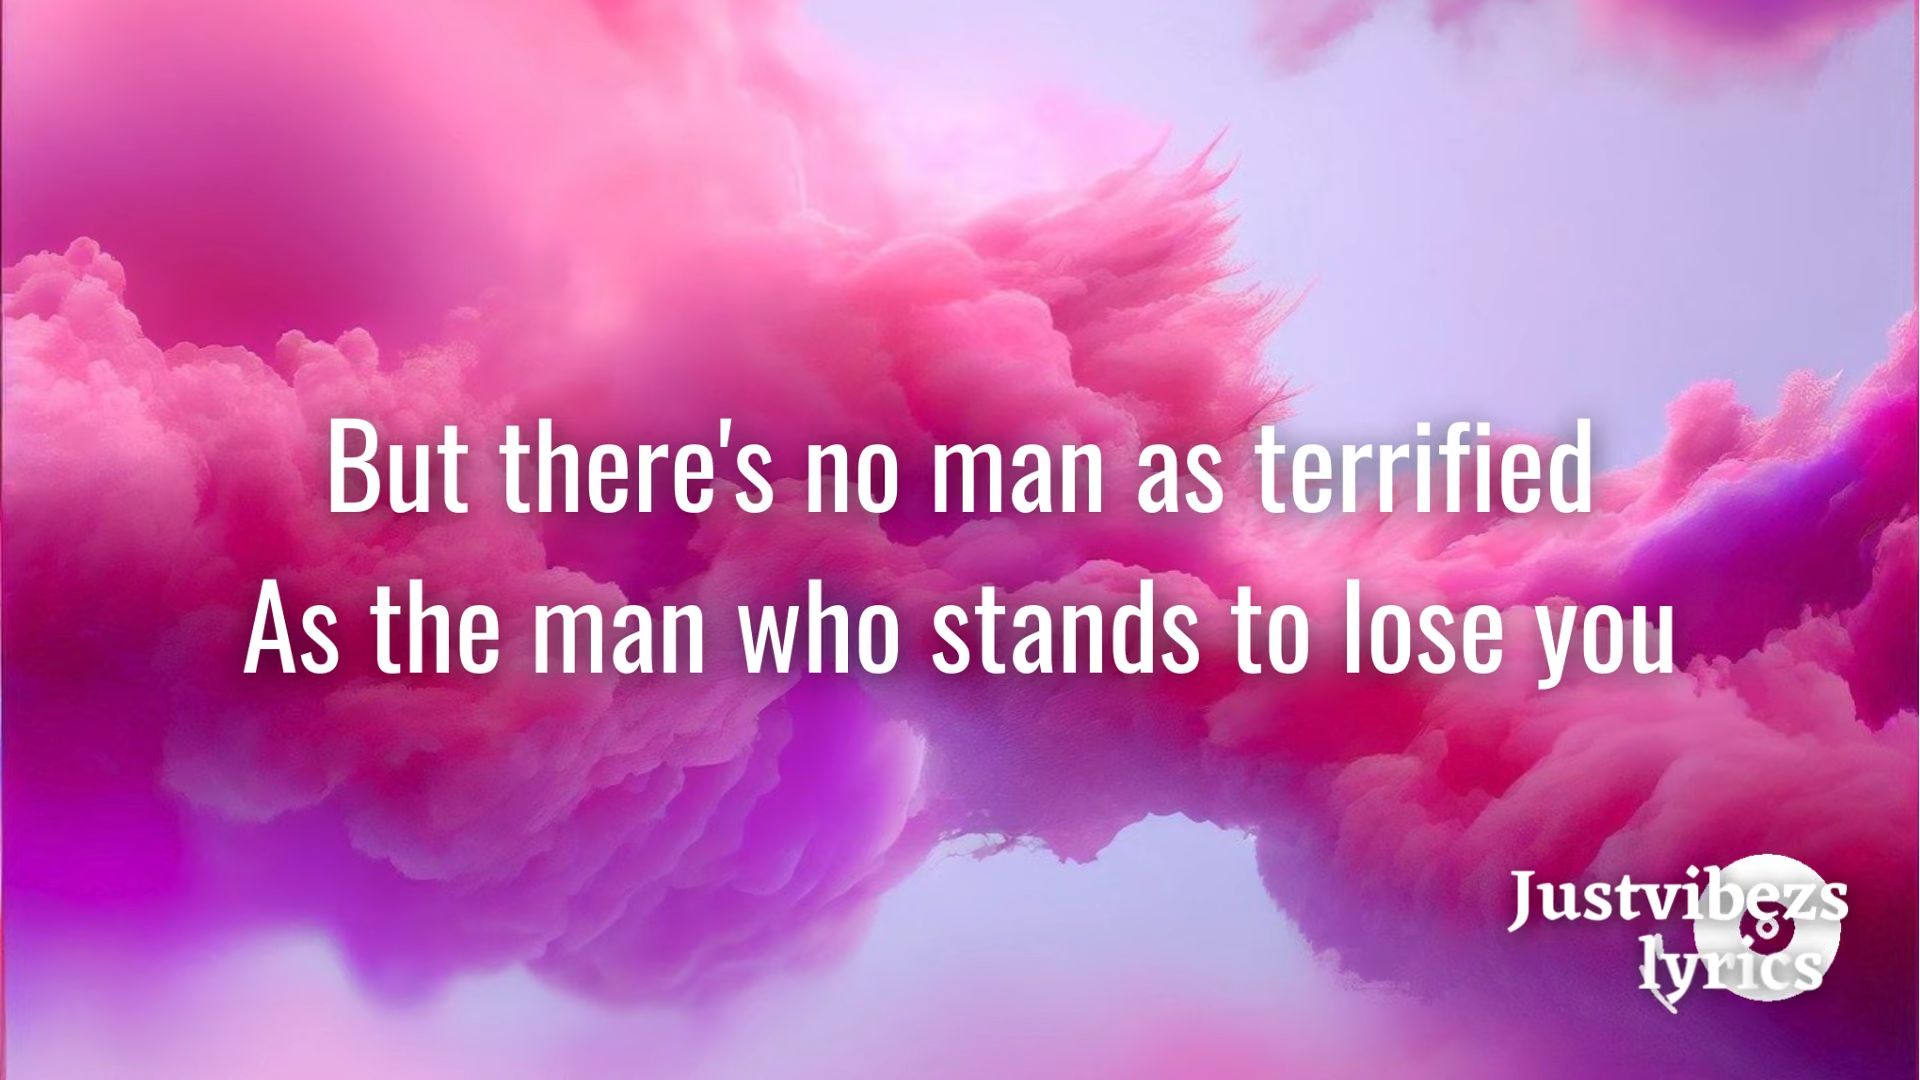 But there's no man as terrified
As the man who stands to lose you
Justvibezs
lyrics